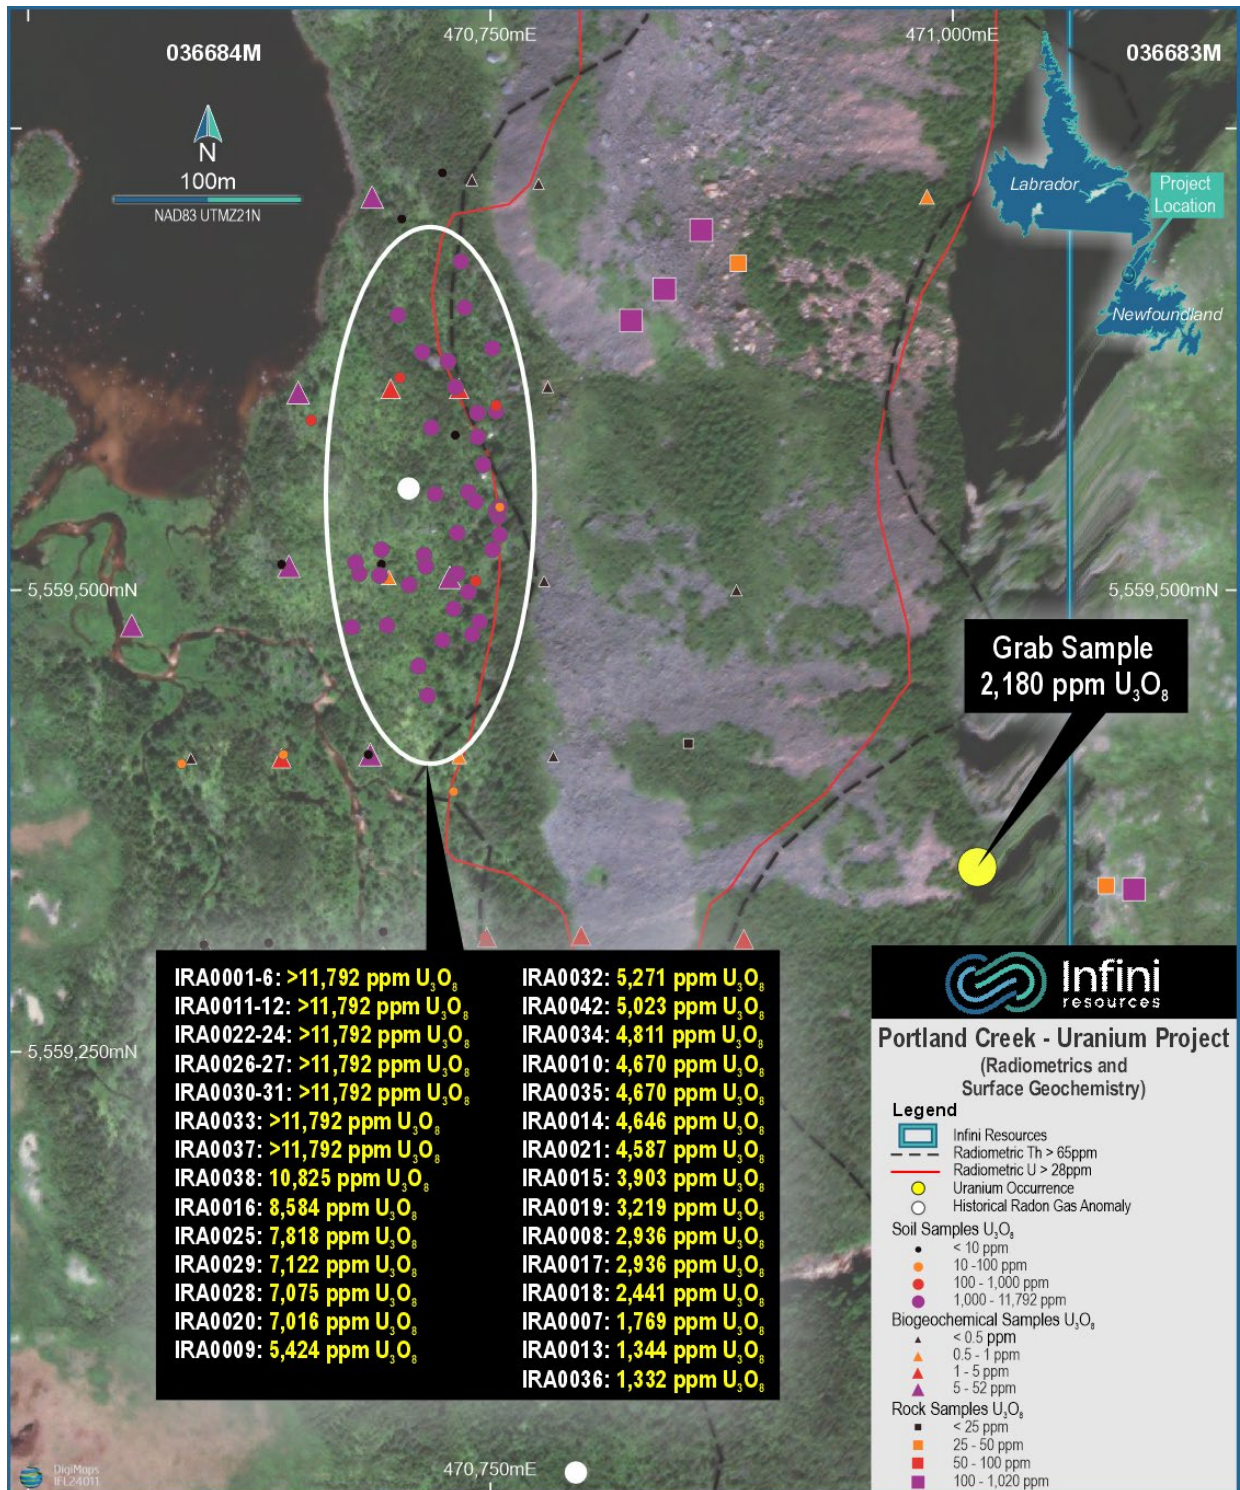 470,750mE
471,000mE
036684M
036683M
N
100m
NAD83 UTMZ21N
Labrador
Project
Location
Newfoundland
5,559,500mN
5,559,500mN
Grab Sample
2,180 ppm U₃O₈
IRA0001-6: >11,792 ppm U₃O₈
IRA0011-12: >11,792 ppm U₃O₈
IRA0022-24: >11,792 ppm U₃O₈
IRA0026-27: >11,792 ppm U₃O₈
IRA0030-31: >11,792 ppm U₃O₈
IRA0033: >11,792 ppm U₃O₈
IRA0037: >11,792 ppm U₃O₈
IRA0038: 10,825 ppm U₃O₈
IRA0016: 8,584 ppm U₃O₈
IRA0025: 7,818 ppm U₃O₈
IRA0029: 7,122 ppm U₃O₈
IRA0028: 7,075 ppm U₃O₈
IRA0020: 7,016 ppm U₃O₈
IRA0009: 5,424 ppm U₃O₈
IRA0032: 5,271 ppm U₃O₈
IRA0042: 5,023 ppm U₃O₈
IRA0034: 4,811 ppm U₃O₈
IRA0010: 4,670 ppm U₃O₈
IRA0035: 4,670 ppm U₃O₈
IRA0014: 4,646 ppm U₃O₈
IRA0021: 4,587 ppm U₃O₈
IRA0015: 3,903 ppm U₃O₈
IRA0019: 3,219 ppm U₃O₈
IRA0008: 2,936 ppm U₃O₈
IRA0017: 2,936 ppm U₃O₈
IRA0018: 2,441 ppm U₃O₈
IRA0007: 1,769 ppm U₃O₈
IRA0013: 1,344 ppm U₃O₈
IRA0036: 1,332 ppm U₃O₈
5,559,250mN
Infini
resources
Portland Creek - Uranium Project
(Radiometrics and
Surface Geochemistry)
Legend
Infini Resources
Radiometric Th > 65ppm
Radiometric U > 28ppm
Uranium Occurrence
Historical Radon Gas Anomaly
Soil Samples U₃O₈
< 10 ppm
10 -100 ppm
100 - 1,000 ppm
1,000 - 11,792 ppm
Biogeochemical Samples U₃O₈
< 0.5 ppm
0.5 - 1 ppm
1 - 5 ppm
5 - 52 ppm
Rock Samples U₃O₈
< 25 ppm
25 - 50 ppm
50 - 100 ppm
100 - 1,020 ppm
470,750mE
DigiMaps
IFL24011